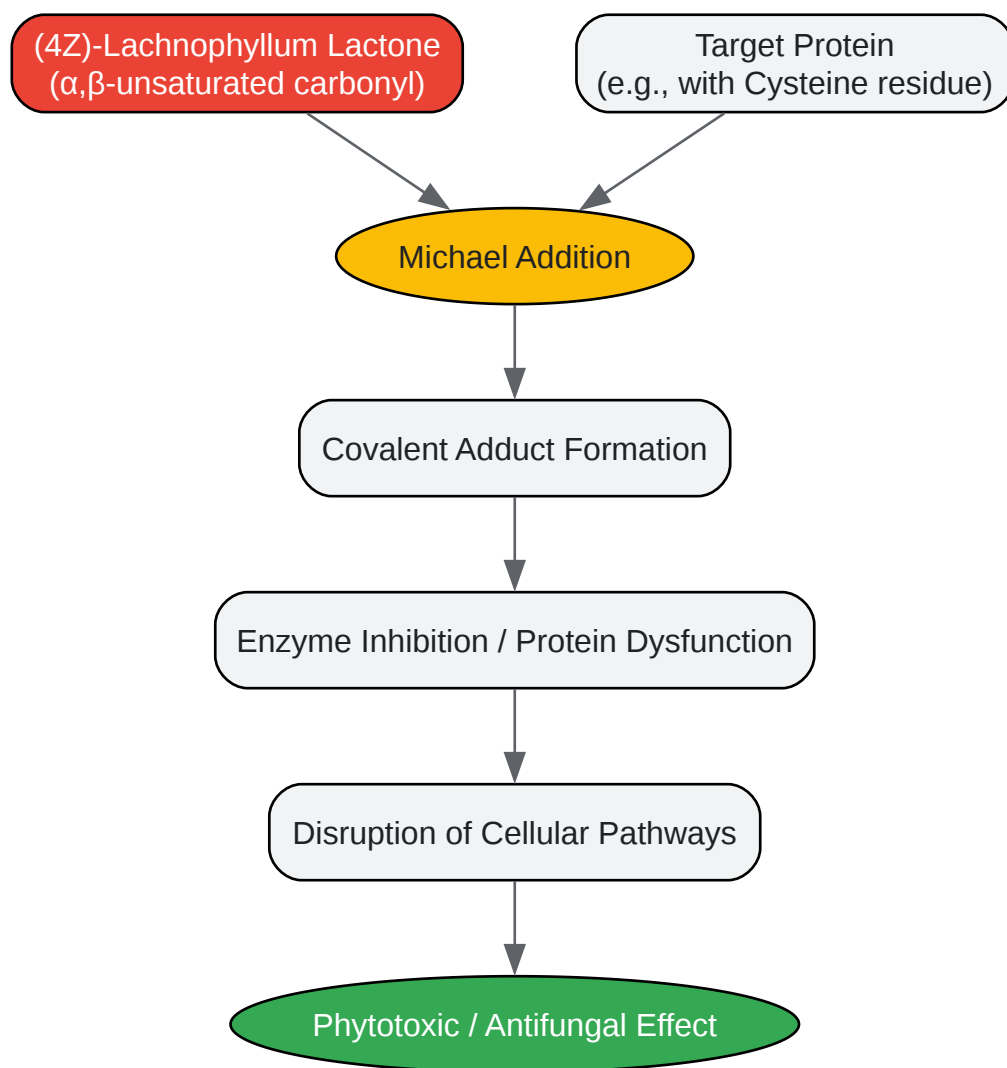 (4Z)-Lachnophyllum Lactone
(α,β-unsaturated carbonyl)
Target Protein
(e.g., with Cysteine residue)
Michael Addition
Covalent Adduct Formation
Enzyme Inhibition / Protein Dysfunction
Disruption of Cellular Pathways
Phytotoxic / Antifungal Effect